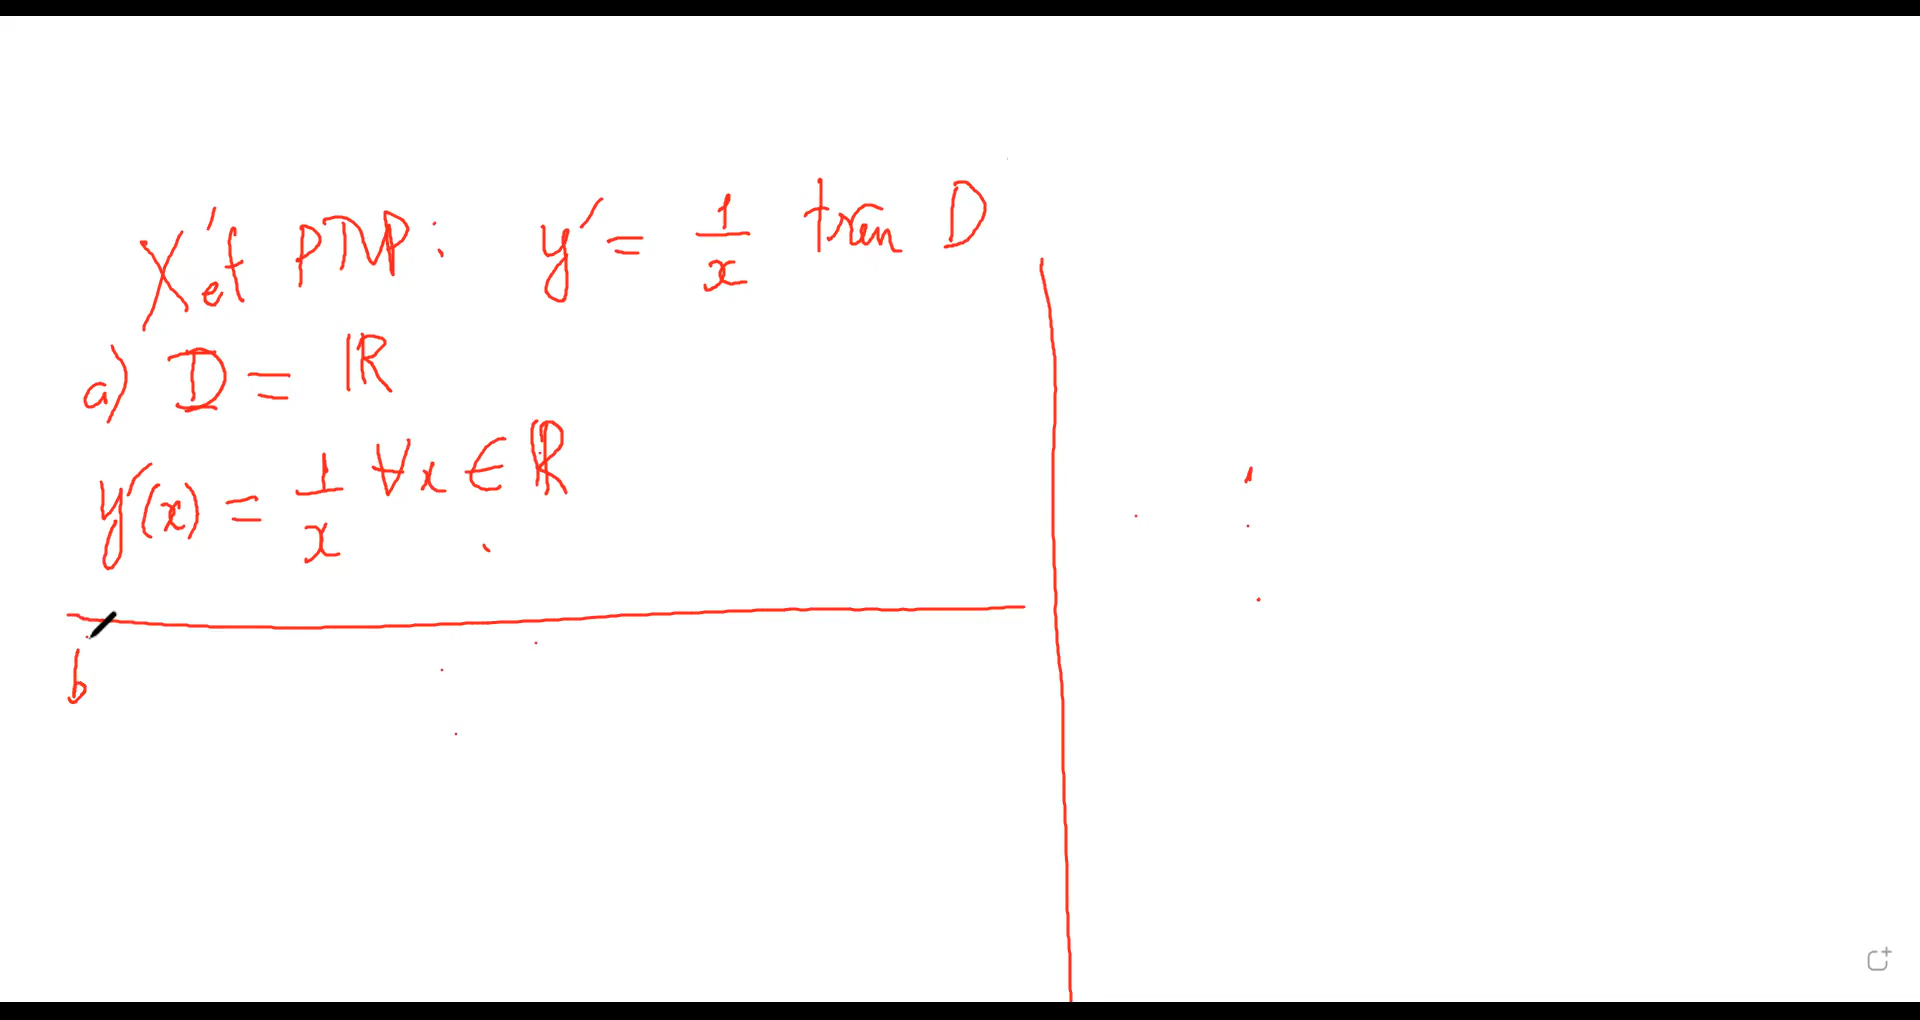 Xét PTVP: y' = 1/x trên D
a) D = ℝ
y'(x) = 1/x ∀x ∈ ℝ
b